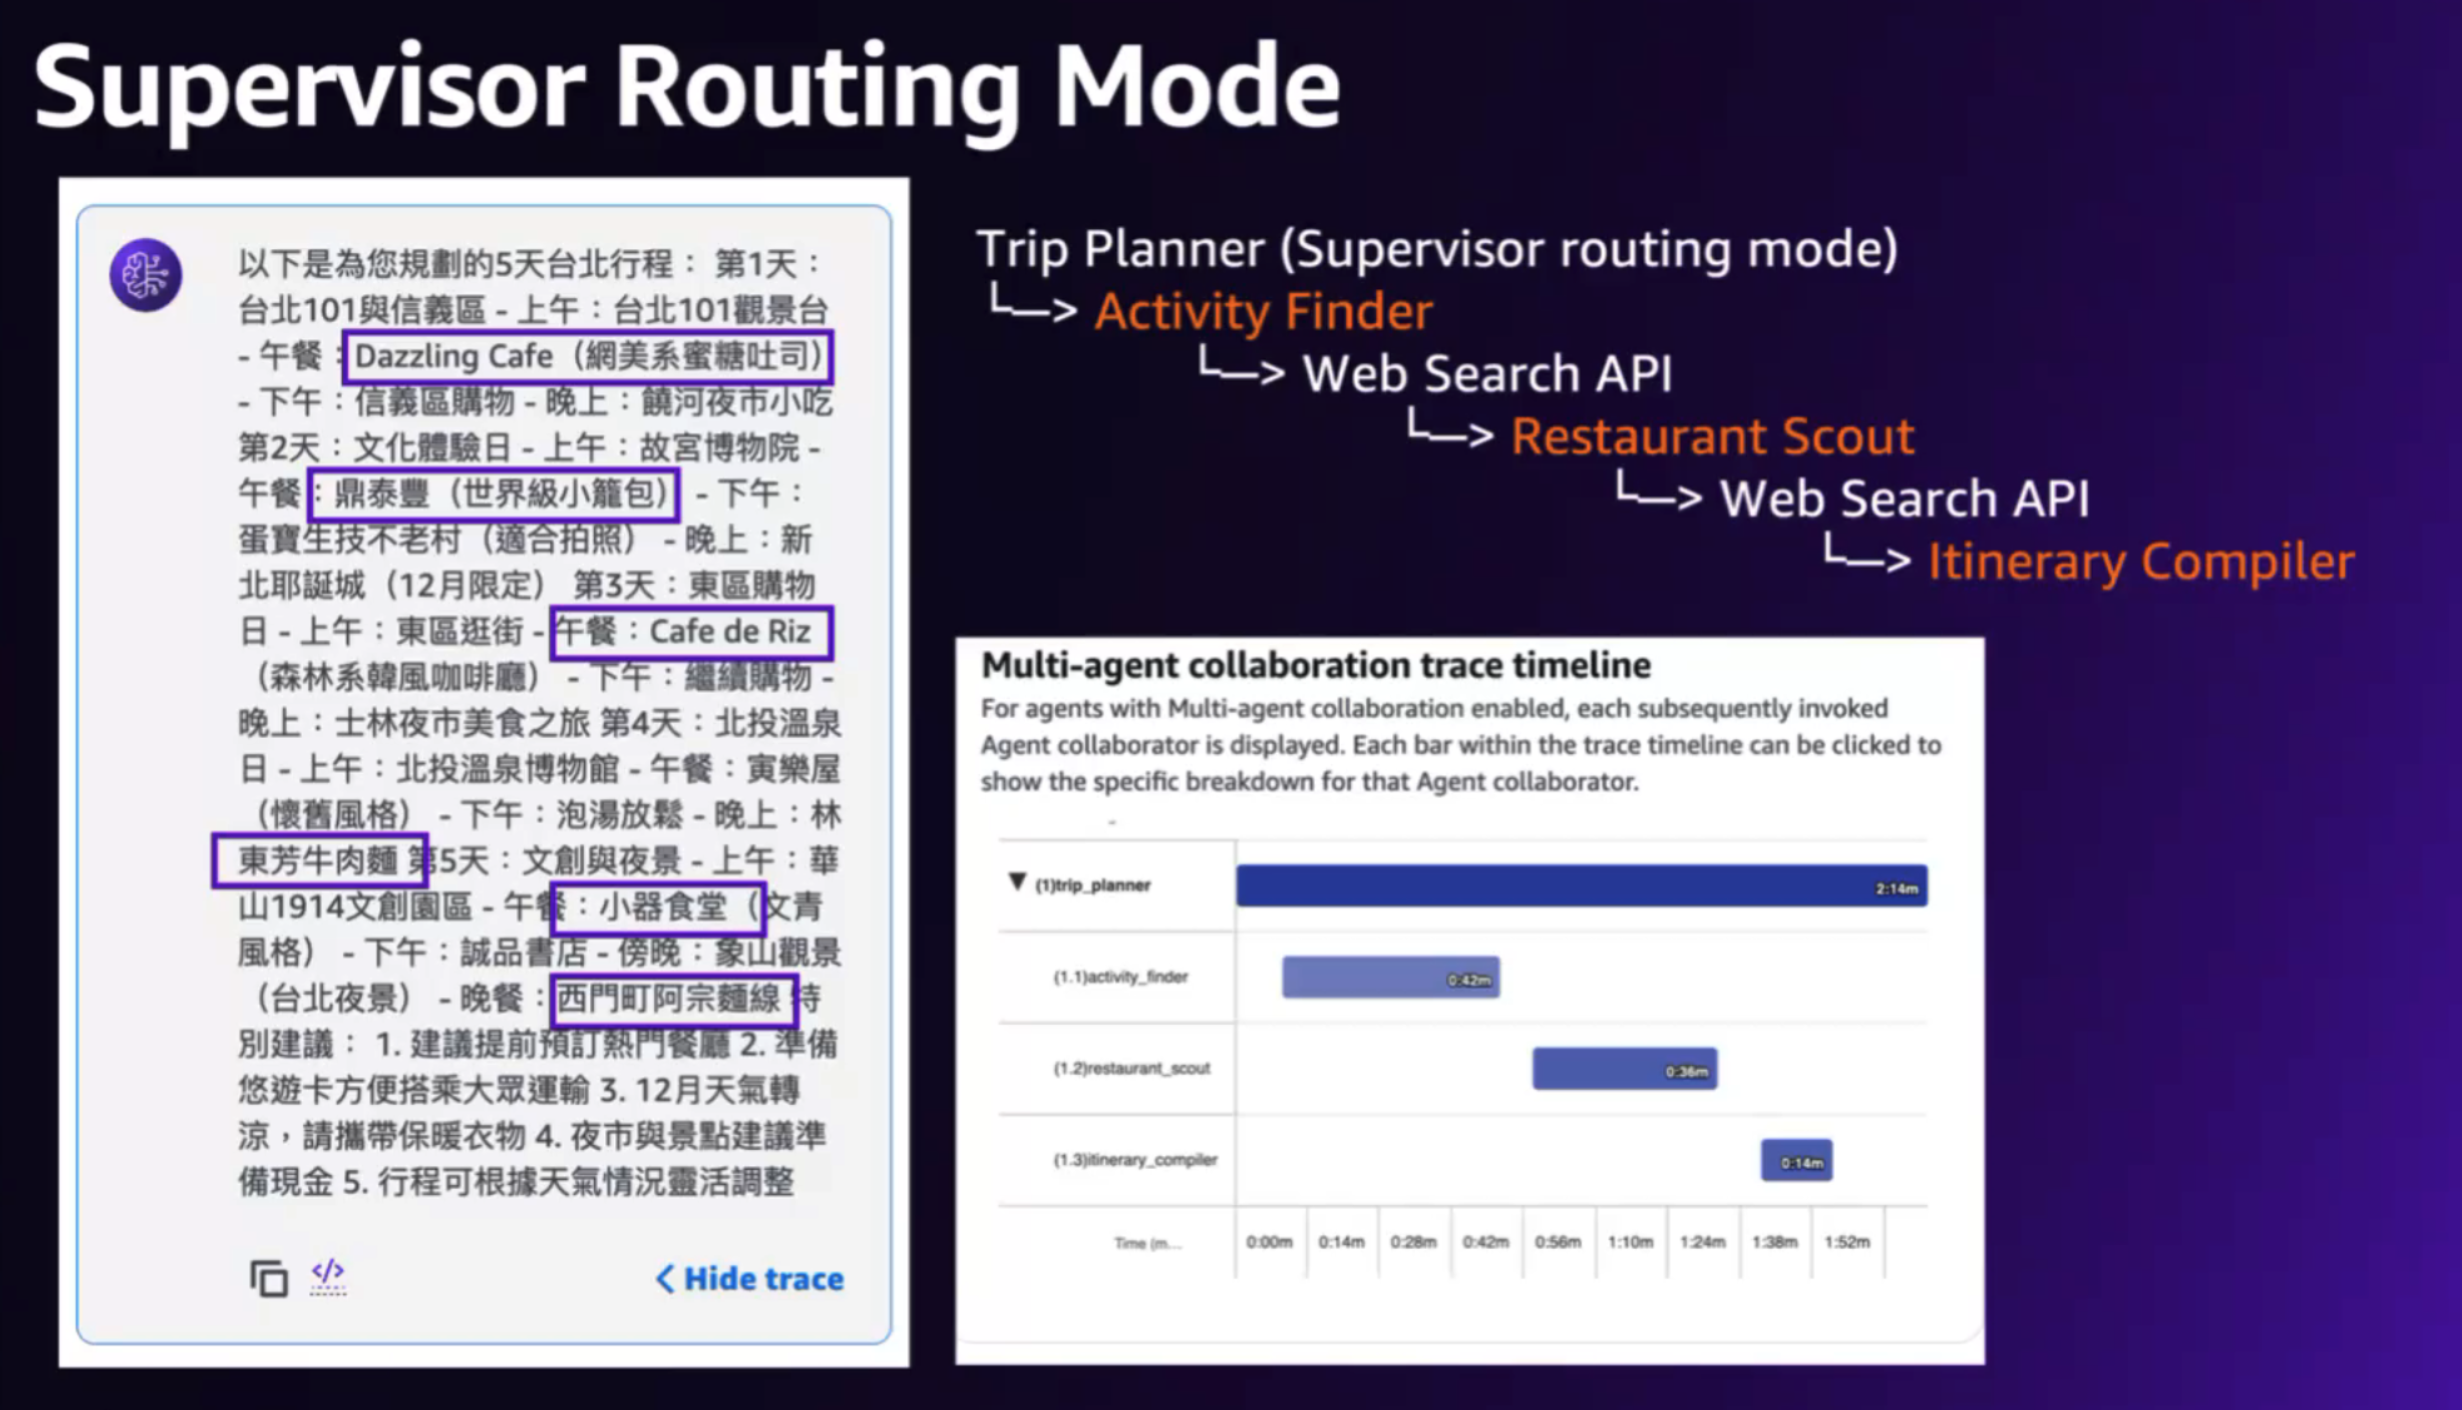 Supervisor Routing Mode
以下是為您規劃的5天台北行程： 第1天：
台北101與信義區 - 上午：台北101觀景台
- 午餐：Dazzling Cafe（網美系蜜糖吐司）
- 下午：信義區購物 - 晚上：饒河夜市小吃
第2天：文化體驗日 - 上午：故宮博物院 -
午餐：鼎泰豐（世界級小籠包） - 下午：
蛋寶生技不老村（適合拍照） - 晚上：新
北耶誕城（12月限定） 第3天：東區購物
日 - 上午：東區逛街 - 午餐：Cafe de Riz
（森林系韓風咖啡廳） - 下午：繼續購物 -
晚上：士林夜市美食之旅 第4天：北投溫泉
日 - 上午：北投溫泉博物館 - 午餐：寅樂屋
（懷舊風格） - 下午：泡湯放鬆 - 晚上：林
東芳牛肉麵 第5天：文創與夜景 - 上午：華
山1914文創園區 - 午餐：小器食堂（文青
風格） - 下午：誠品書店 - 傍晚：象山觀景
（台北夜景） - 晚餐：西門町阿宗麵線 特
別建議： 1. 建議提前預訂熱門餐廳 2. 準備
悠遊卡方便搭乘大眾運輸 3. 12月天氣轉
涼，請攜帶保暖衣物 4. 夜市與景點建議準
備現金 5. 行程可根據天氣情況靈活調整
</>
< Hide trace
Trip Planner (Supervisor routing mode)
└─> Activity Finder
└─> Web Search API
└─> Restaurant Scout
└─> Web Search API
└─> Itinerary Compiler
Multi-agent collaboration trace timeline
For agents with Multi-agent collaboration enabled, each subsequently invoked
Agent collaborator is displayed. Each bar within the trace timeline can be clicked to
show the specific breakdown for that Agent collaborator.
▼ (1)trip_planner 2:14m
(1.1)activity_finder 0:42m
(1.2)restaurant_scout 0:36m
(1.3)itinerary_compiler 0:14m
Time (m... 0:00m 0:14m 0:28m 0:42m 0:56m 1:10m 1:24m 1:38m 1:52m